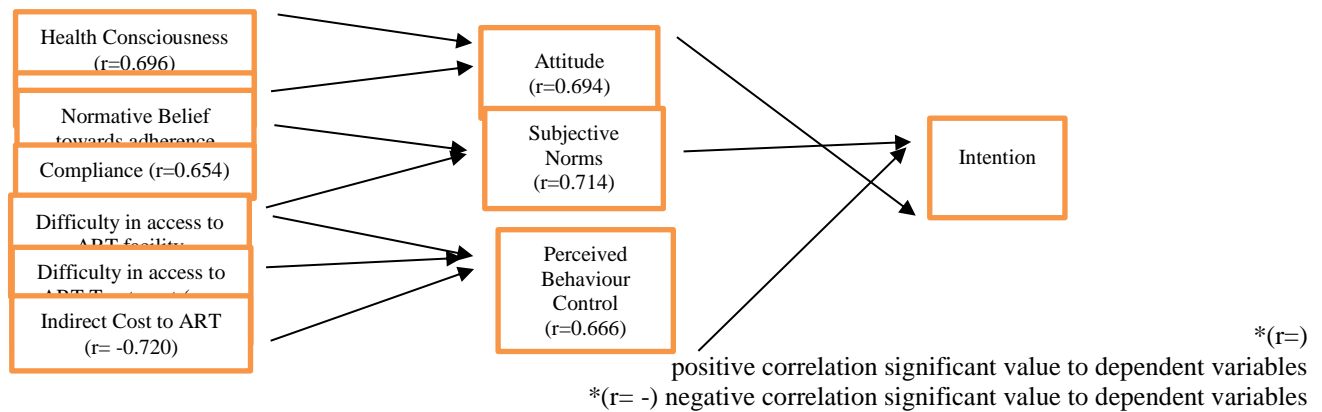 Health Consciousness
(r=0.696)
Normative Belief
towards adherence
Compliance (r=0.654)
Difficulty in access to
ART facility
Difficulty in access to
Indirect Cost to ART
(r= -0.720)
Attitude
(r=0.694)
Subjective
Norms
(r=0.714)
Perceived
Behaviour
Control
(r=0.666)
Intention
*(r=)
positive correlation significant value to dependent variables
*(r= -) negative correlation significant value to dependent variables